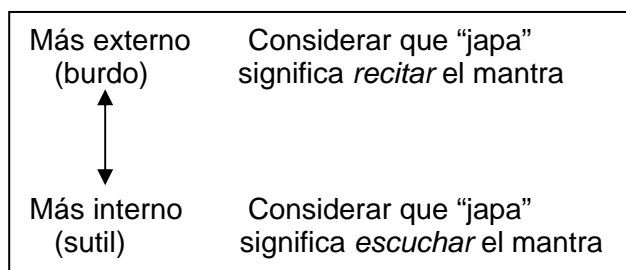 Más externo Considerar que “japa”
(burdo) significa recitar el mantra
Más interno Considerar que “japa”
(sutil) significa escuchar el mantra